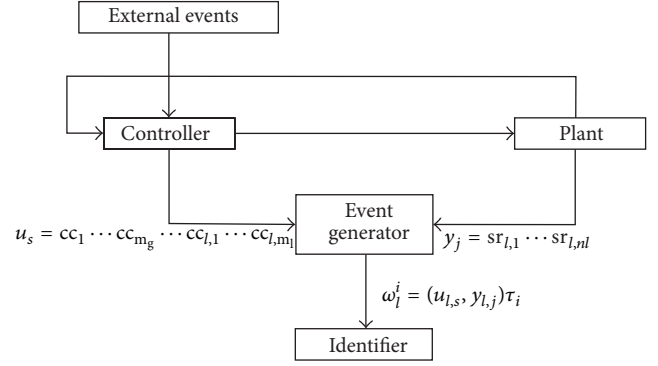 External events
Controller
Plant
u_s = cc_1 ⋯ cc_{m_g} ⋯ cc_{l,1} ⋯ cc_{l,m_l}
Event
generator
y_j = sr_{l,1} ⋯ sr_{l,nl}
ω_l^i = (u_{l,s}, y_{l,j})τ_i
Identifier